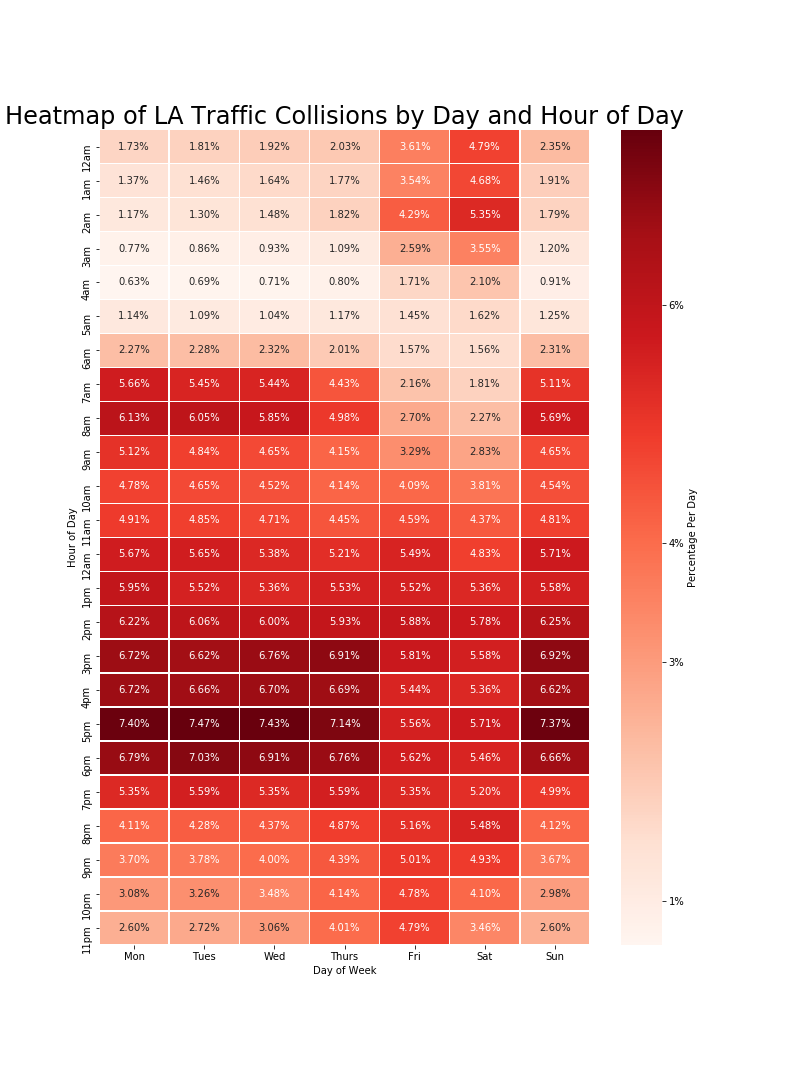 Heatmap of LA Traffic Collisions by Day and Hour of Day
12am 1.73% 1.81% 1.92% 2.03% 3.61% 4.79% 2.35%
1am 1.37% 1.46% 1.64% 1.77% 3.54% 4.68% 1.91%
2am 1.17% 1.30% 1.48% 1.82% 4.29% 5.35% 1.79%
3am 0.77% 0.86% 0.93% 1.09% 2.59% 3.55% 1.20%
4am 0.63% 0.69% 0.71% 0.80% 1.71% 2.10% 0.91%
5am 1.14% 1.09% 1.04% 1.17% 1.45% 1.62% 1.25%
6am 2.27% 2.28% 2.32% 2.01% 1.57% 1.56% 2.31%
7am 5.66% 5.45% 5.44% 4.43% 2.16% 1.81% 5.11%
8am 6.13% 6.05% 5.85% 4.98% 2.70% 2.27% 5.69%
9am 5.12% 4.84% 4.65% 4.15% 3.29% 2.83% 4.65%
10am 4.78% 4.65% 4.52% 4.14% 4.09% 3.81% 4.54%
11am 4.91% 4.85% 4.71% 4.45% 4.59% 4.37% 4.81%
12am 5.67% 5.65% 5.38% 5.21% 5.49% 4.83% 5.71%
1pm 5.95% 5.52% 5.36% 5.53% 5.52% 5.36% 5.58%
2pm 6.22% 6.06% 6.00% 5.93% 5.88% 5.78% 6.25%
3pm 6.72% 6.62% 6.76% 6.91% 5.81% 5.58% 6.92%
4pm 6.72% 6.66% 6.70% 6.69% 5.44% 5.36% 6.62%
5pm 7.40% 7.47% 7.43% 7.14% 5.56% 5.71% 7.37%
6pm 6.79% 7.03% 6.91% 6.76% 5.62% 5.46% 6.66%
7pm 5.35% 5.59% 5.35% 5.59% 5.35% 5.20% 4.99%
8pm 4.11% 4.28% 4.37% 4.87% 5.16% 5.48% 4.12%
9pm 3.70% 3.78% 4.00% 4.39% 5.01% 4.93% 3.67%
10pm 3.08% 3.26% 3.48% 4.14% 4.78% 4.10% 2.98%
11pm 2.60% 2.72% 3.06% 4.01% 4.79% 3.46% 2.60%
Mon Tues Wed Thurs Fri Sat Sun
Day of Week
Hour of Day
6%
4%
3%
1%
Percentage Per Day